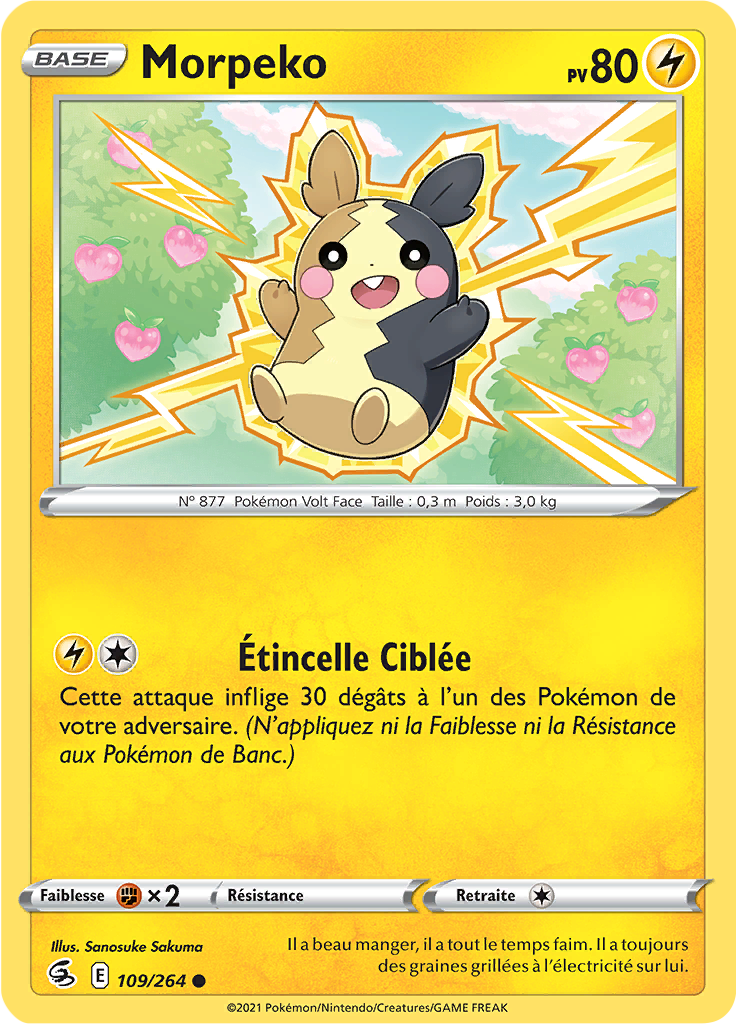 BASE Morpeko PV 80
N° 877 Pokémon Volt Face Taille : 0,3 m Poids : 3,0 kg
Étincelle Ciblée
Cette attaque inflige 30 dégâts à l'un des Pokémon de
votre adversaire. (N'appliquez ni la Faiblesse ni la Résistance
aux Pokémon de Banc.)
Faiblesse ×2 Résistance Retraite
Illus. Sanosuke Sakuma
Il a beau manger, il a tout le temps faim. Il a toujours
des graines grillées à l'électricité sur lui.
E 109/264
©2021 Pokémon/Nintendo/Creatures/GAME FREAK